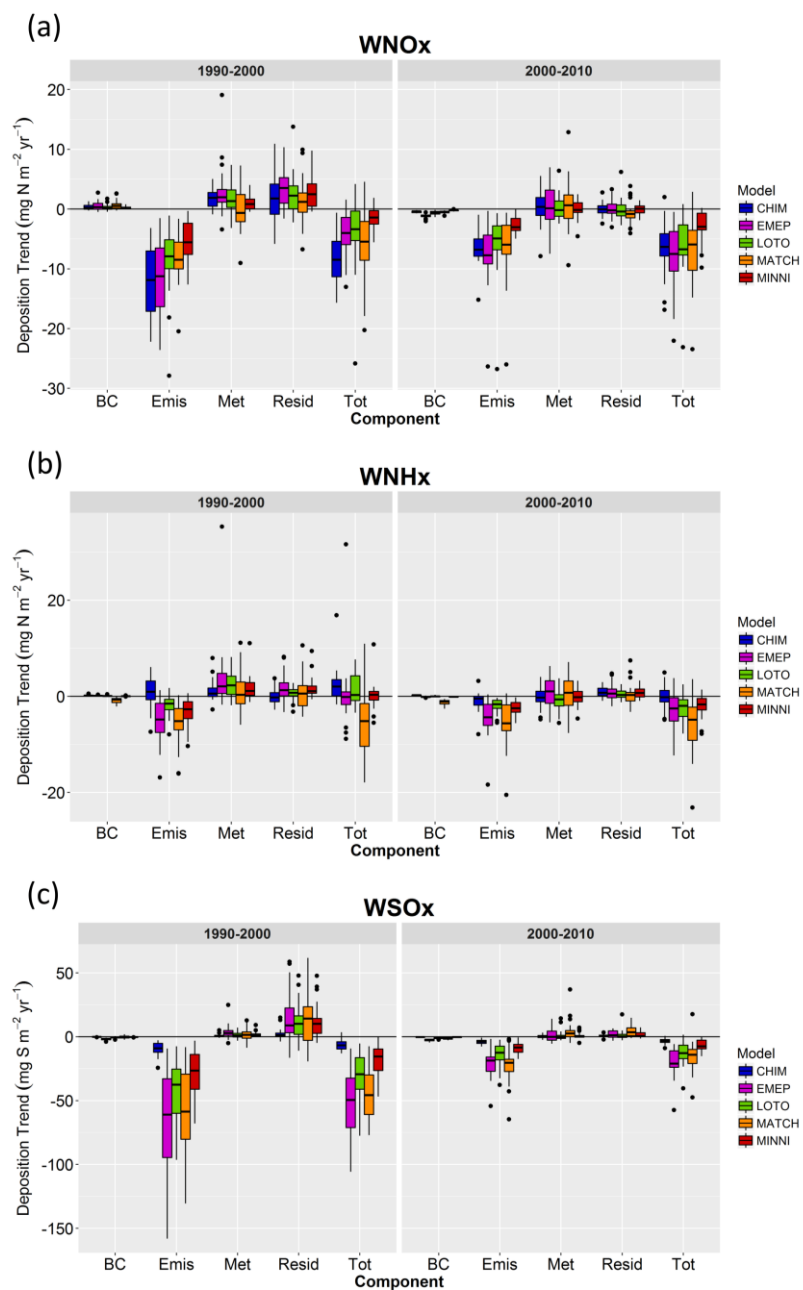 (a)
WNOx
1990-2000
2000-2010
Deposition Trend (mg N m−2 yr−1)
20
10
0
-10
-20
-30
BC Emis Met Resid Tot
BC Emis Met Resid Tot
Component
Model
CHIM
EMEP
LOTO
MATCH
MINNI
(b)
WNHx
1990-2000
2000-2010
Deposition Trend (mg N m−2 yr−1)
20
0
-20
BC Emis Met Resid Tot
BC Emis Met Resid Tot
Component
Model
CHIM
EMEP
LOTO
MATCH
MINNI
(c)
WSOx
1990-2000
2000-2010
Deposition Trend (mg S m−2 yr−1)
50
0
-50
-100
-150
BC Emis Met Resid Tot
BC Emis Met Resid Tot
Component
Model
CHIM
EMEP
LOTO
MATCH
MINNI